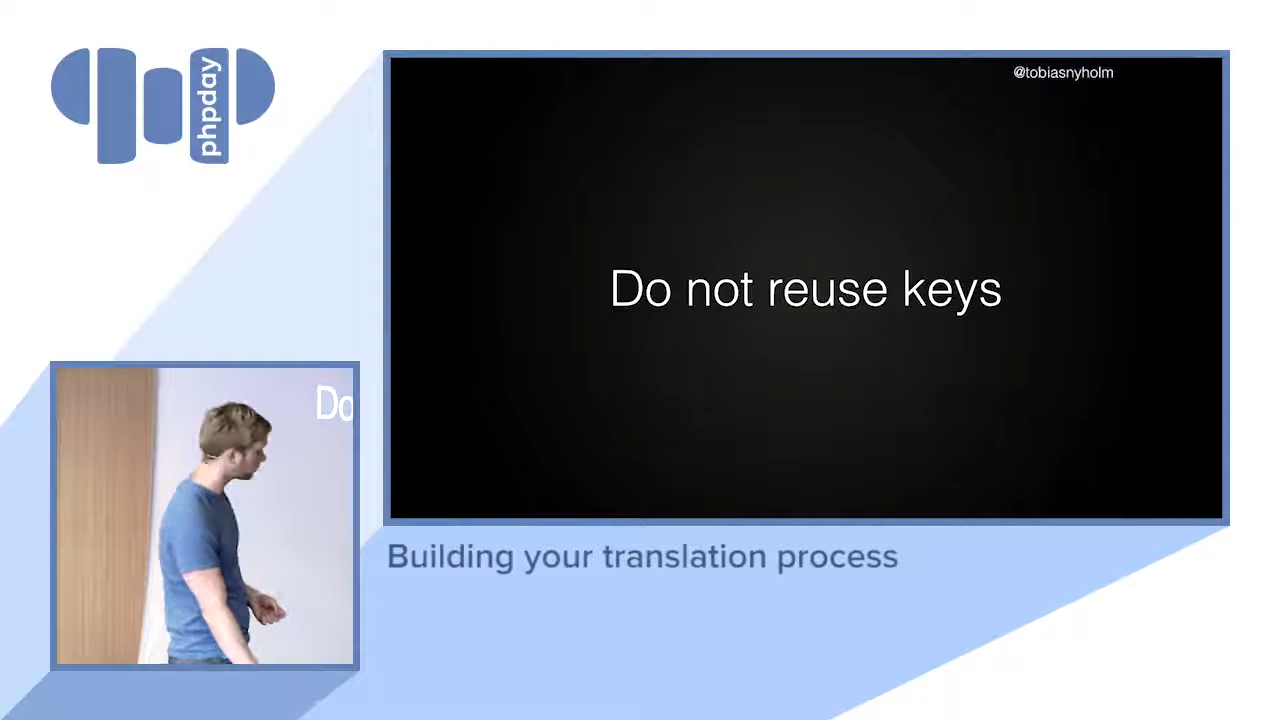 phpday
@tobiasnyholm
Do not reuse keys
Do
Building your translation process